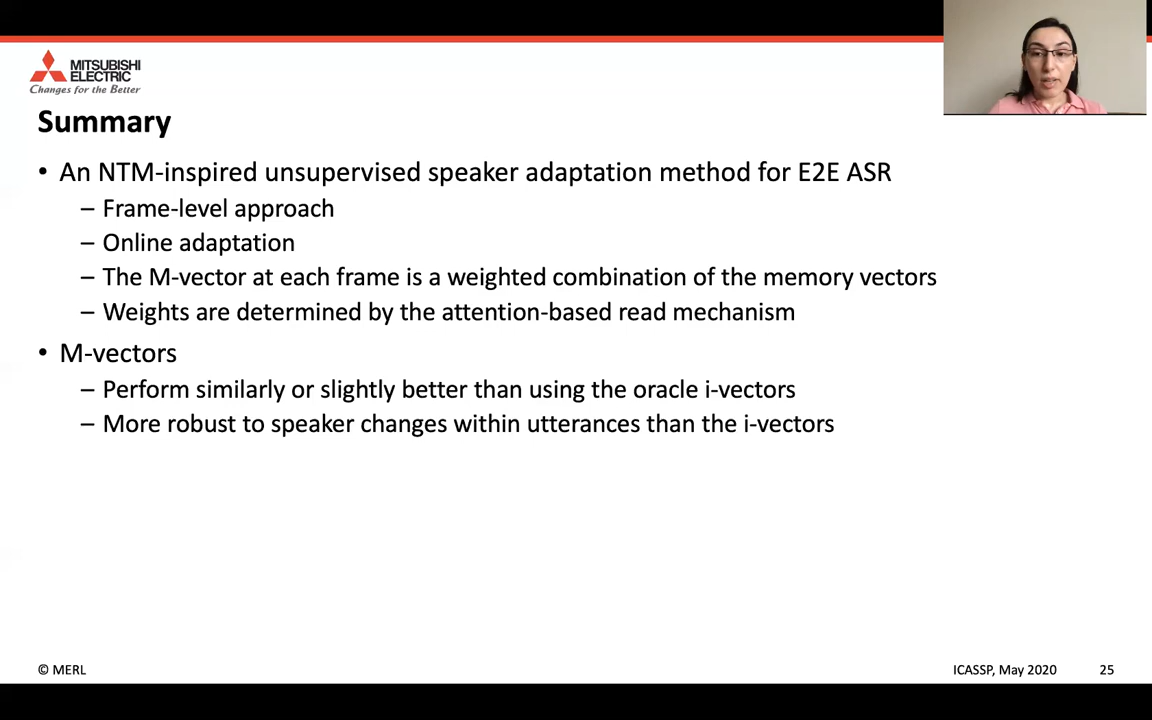 MITSUBISHI
ELECTRIC
Changes for the Better
Summary
• An NTM-inspired unsupervised speaker adaptation method for E2E ASR
– Frame-level approach
– Online adaptation
– The M-vector at each frame is a weighted combination of the memory vectors
– Weights are determined by the attention-based read mechanism
• M-vectors
– Perform similarly or slightly better than using the oracle i-vectors
– More robust to speaker changes within utterances than the i-vectors
© MERL
ICASSP, May 2020
25